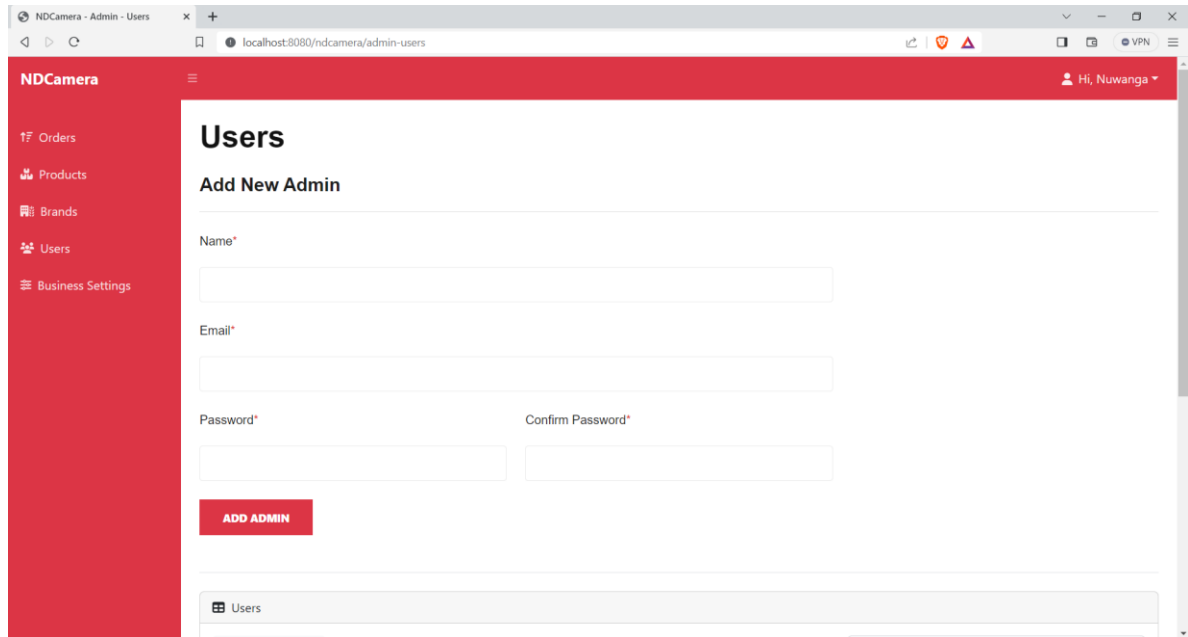 NDCamera - Admin - Users
localhost:8080/ndcamera/admin-users
VPN
NDCamera
Hi, Nuwanga
Orders
Products
Brands
Users
Business Settings
Users
Add New Admin
Name*
Email*
Password* Confirm Password*
ADD ADMIN
Users